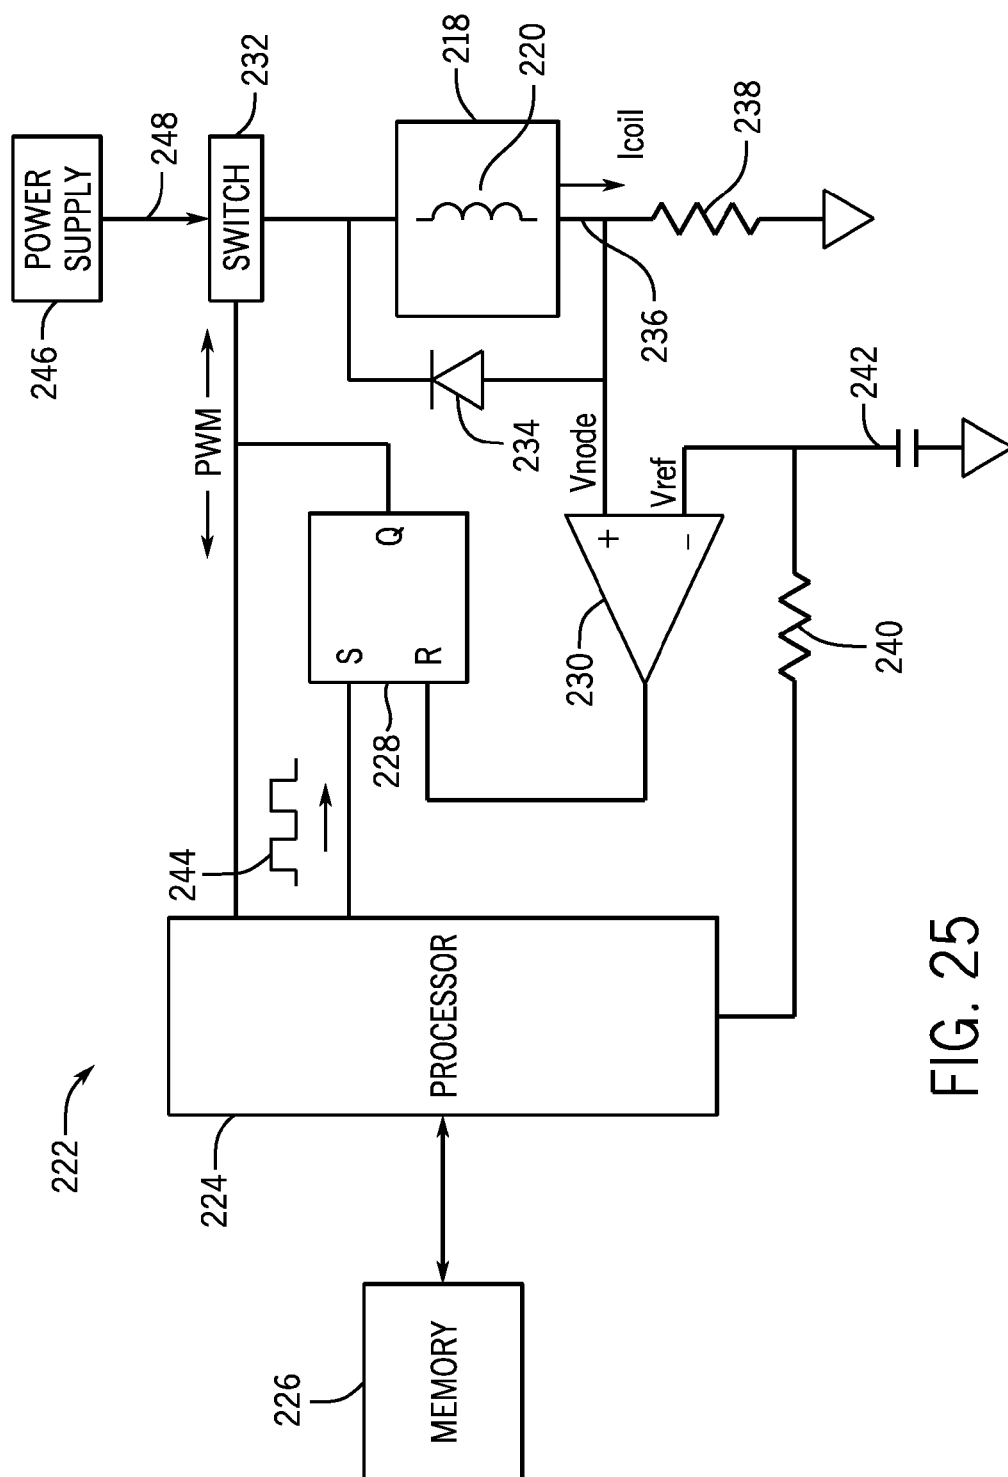 222
226
MEMORY
224
PROCESSOR
244
PWM
228
S
R
Q
230
+
−
Vnode
Vref
234
240
242
246
POWER
SUPPLY
248
SWITCH
232
218
220
Icoil
236
238
FIG. 25